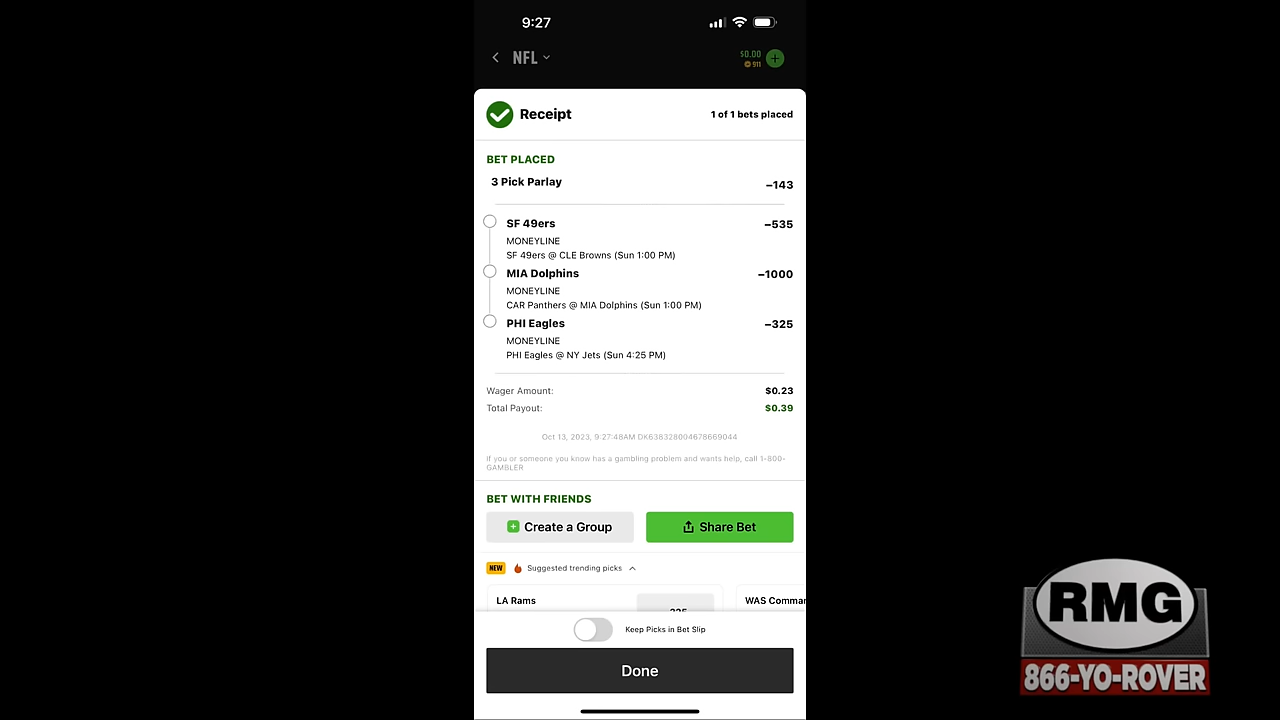 9:27
NFL
$0.00
911
Receipt
1 of 1 bets placed
BET PLACED
3 Pick Parlay
−143
SF 49ers
−535
MONEYLINE
SF 49ers @ CLE Browns (Sun 1:00 PM)
MIA Dolphins
−1000
MONEYLINE
CAR Panthers @ MIA Dolphins (Sun 1:00 PM)
PHI Eagles
−325
MONEYLINE
PHI Eagles @ NY Jets (Sun 4:25 PM)
Wager Amount:
$0.23
Total Payout:
$0.39
Oct 13, 2023, 9:27:48AM DK638328004678669044
If you or someone you know has a gambling problem and wants help, call 1-800-
GAMBLER
BET WITH FRIENDS
Create a Group
Share Bet
NEW
Suggested trending picks
LA Rams
WAS Comman
Keep Picks in Bet Slip
Done
RMG
866-YO-ROVER